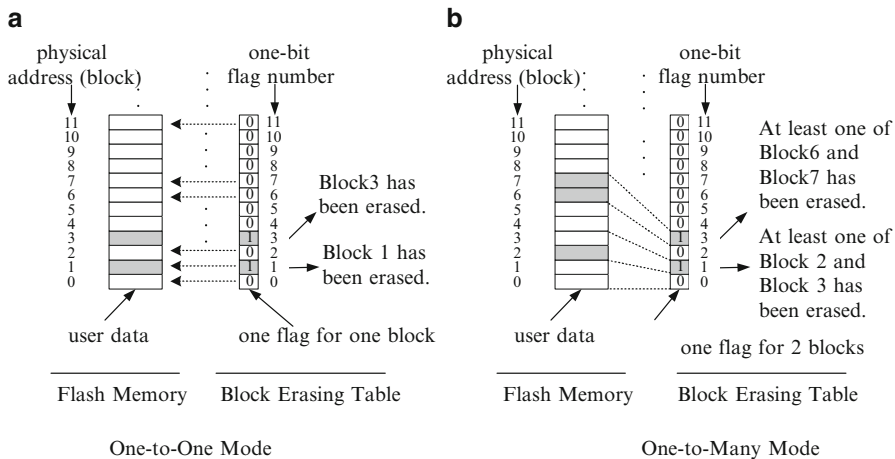 a
physical
address (block)
one-bit
flag number
11
10
9
8
7
6
5
4
3
2
1
0
0
0
0
0
0
0
0
0
1
0
1
0
11
10
9
8
7
6
5
4
3
2
1
0
Block3 has
been erased.
Block 1 has
been erased.
user data
one flag for one block
Flash Memory
Block Erasing Table
One-to-One Mode
b
physical
address (block)
one-bit
flag number
11
10
9
8
7
6
5
4
3
2
1
0
0
0
0
0
0
0
0
0
1
0
1
0
11
10
9
8
7
6
5
4
3
2
1
0
At least one of
Block6 and
Block7 has
been erased.
At least one of
Block 2 and
Block 3 has
been erased.
user data
one flag for 2 blocks
Flash Memory
Block Erasing Table
One-to-Many Mode